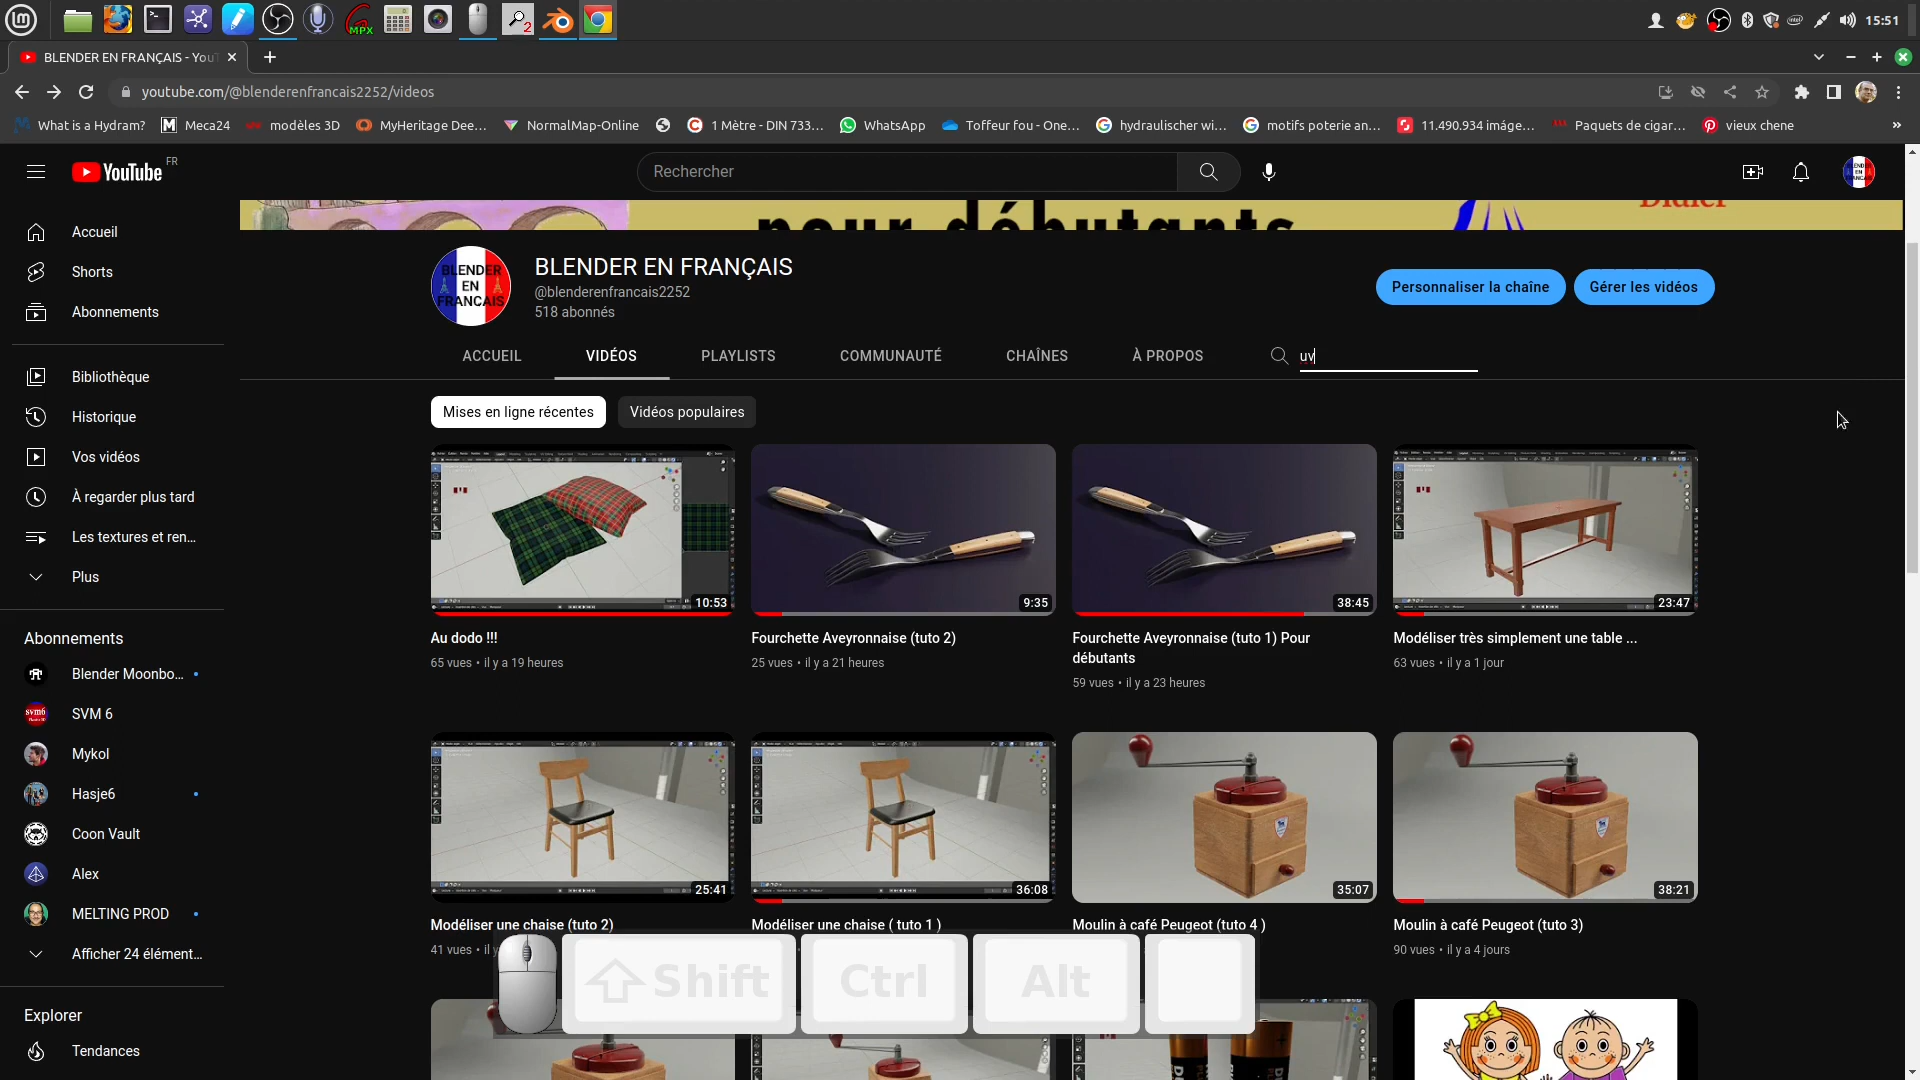 MPX
2
15:51
BLENDER EN FRANÇAIS - YouT
youtube.com/@blenderenfrancais2252/videos
What is a Hydram?
Meca24
modèles 3D
MyHeritage Dee...
NormalMap-Online
1 Mètre - DIN 733...
WhatsApp
Toffeur fou - One...
hydraulischer wi...
motifs poterie an...
11.490.934 imáge...
Paquets de cigar...
vieux chene
»
YouTube FR
Rechercher
pour débutants
Didier
Accueil
Shorts
Abonnements
Bibliothèque
Historique
Vos vidéos
À regarder plus tard
Les textures et ren...
Plus
Abonnements
Blender Moonbo...
SVM 6
Mykol
Hasje6
Coon Vault
Alex
MELTING PROD
Afficher 24 élément...
Explorer
Tendances
BLENDER
EN
FRANCAIS
BLENDER EN FRANÇAIS
@blenderenfrancais2252
518 abonnés
Personnaliser la chaîne
Gérer les vidéos
ACCUEIL
VIDÉOS
PLAYLISTS
COMMUNAUTÉ
CHAÎNES
À PROPOS
uv
Mises en ligne récentes
Vidéos populaires
10:53
9:35
38:45
23:47
Au dodo !!!
65 vues • il y a 19 heures
Fourchette Aveyronnaise (tuto 2)
25 vues • il y a 21 heures
Fourchette Aveyronnaise (tuto 1) Pour
débutants
59 vues • il y a 23 heures
Modéliser très simplement une table ...
63 vues • il y a 1 jour
25:41
36:08
35:07
38:21
Modéliser une chaise (tuto 2)
41 vues • il y
Modéliser une chaise ( tuto 1 )
Moulin à café Peugeot (tuto 4 )
Moulin à café Peugeot (tuto 3)
90 vues • il y a 4 jours
Shift
Ctrl
Alt